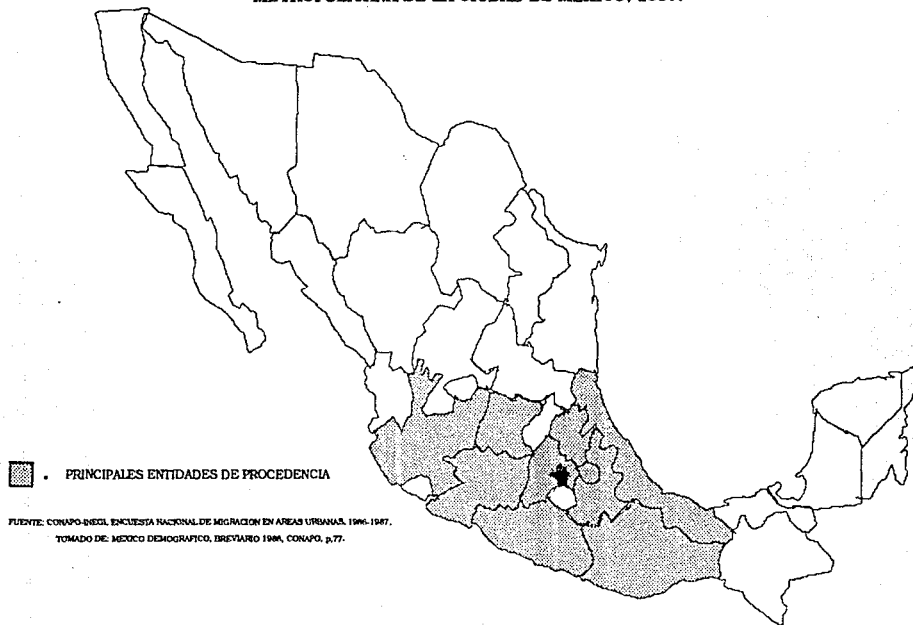 METROPOLITANA DE LA CIUDAD DE MEXICO,
. PRINCIPALES ENTIDADES DE PROCEDENCIA
FUENTE: CONAPO-INEGI, ENCUESTA NACIONAL DE MIGRACION EN AREAS URBANAS, 1986-1987.
TOMADO DE: MEXICO DEMOGRAFICO, BREVIARIO 1988, CONAPO, p.77.